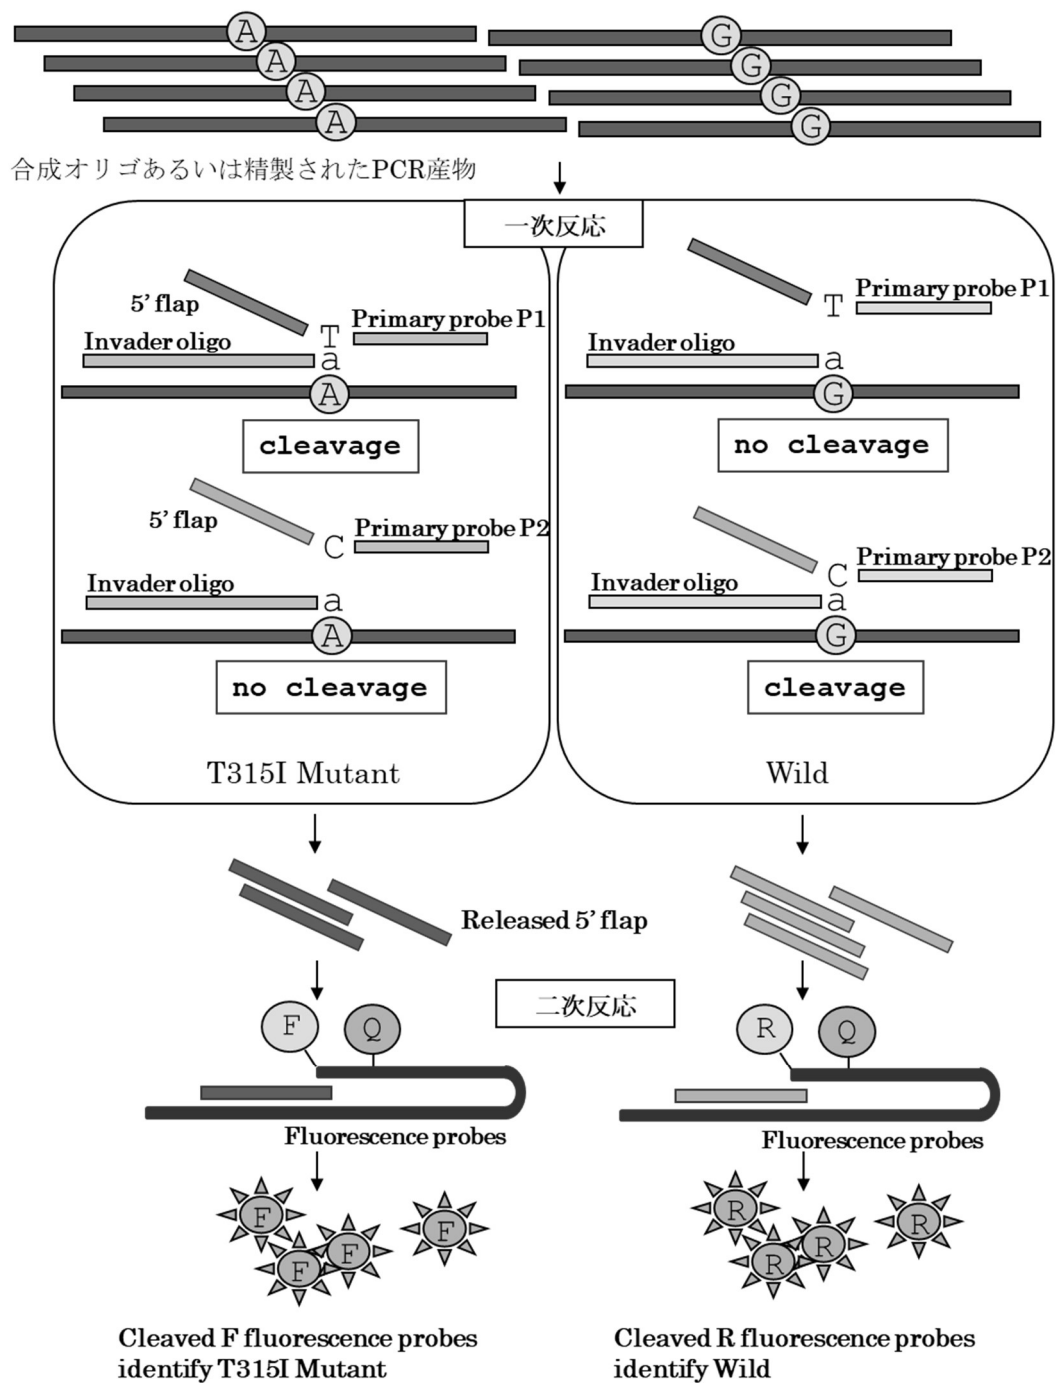 A
A
A
A
G
G
G
G
合成オリゴあるいは精製されたPCR産物
一次反応
5’ flap
T
Primary probe P1
Invader oligo
a
A
cleavage
5’ flap
C
Primary probe P2
Invader oligo
a
A
no cleavage
T315I Mutant
T
Primary probe P1
Invader oligo
a
G
no cleavage
C
Primary probe P2
Invader oligo
a
G
cleavage
Wild
Released 5’ flap
二次反応
F
Q
Fluorescence probes
R
Q
Fluorescence probes
F
F
F
F
R
R
R
R
Cleaved F fluorescence probes
identify T315I Mutant
Cleaved R fluorescence probes
identify Wild